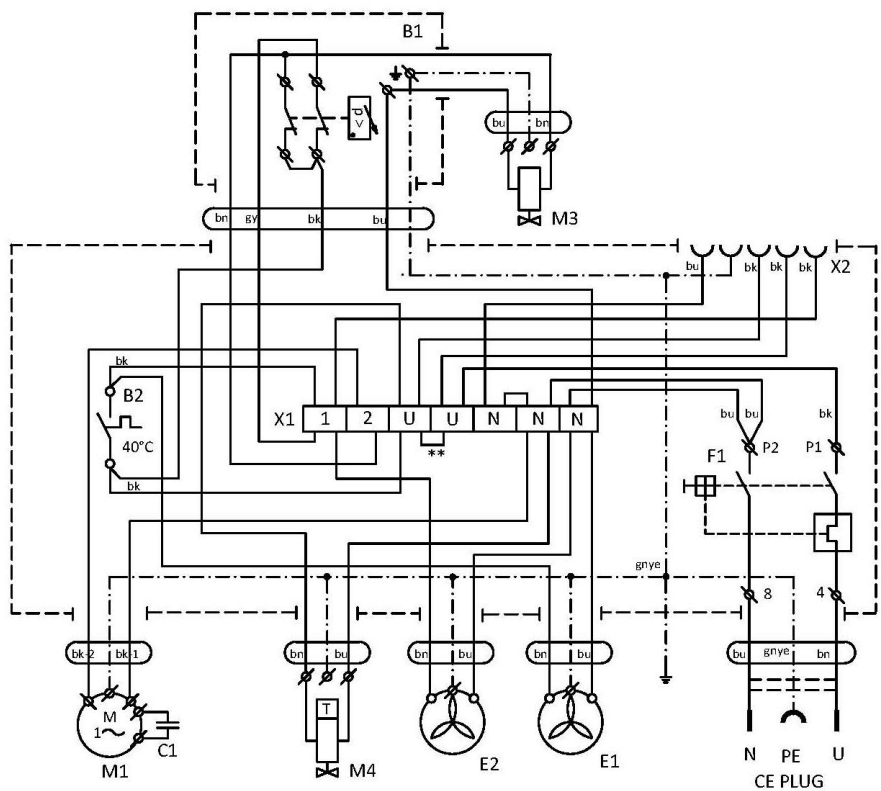 B1
< p
bu bn
M3
bn gy bk bu
bu bk bk bk
X2
bk
B2
40°C
bk
X1 1 2 U U N N N
**
bu bu bk
P2 P1
F1
gnye
8 4
bk-2 bk-1
bn bu
bn bu
bn bu
bu gnye bn
M
1
C1
M1
T
M4
E2
E1
N PE U
CE PLUG